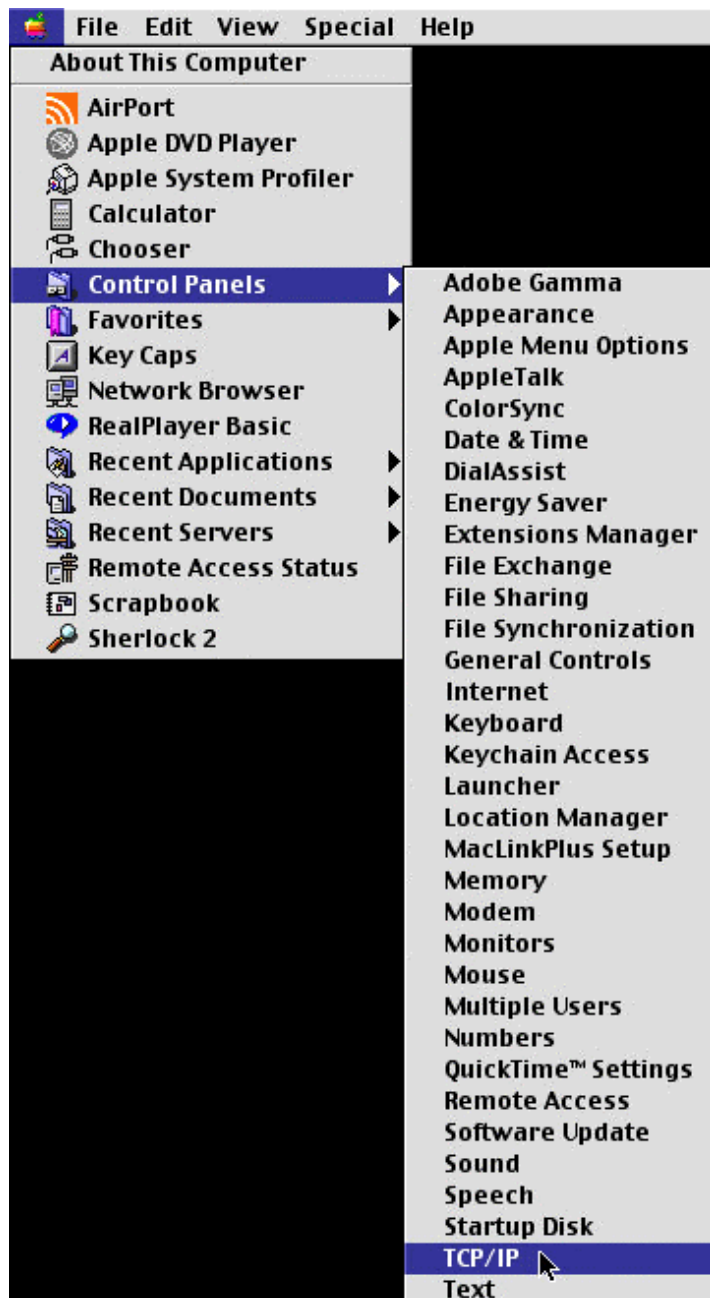 File Edit View Special Help
About This Computer
AirPort
Apple DVD Player
Apple System Profiler
Calculator
Chooser
Control Panels
Favorites
Key Caps
Network Browser
RealPlayer Basic
Recent Applications
Recent Documents
Recent Servers
Remote Access Status
Scrapbook
Sherlock 2
Adobe Gamma
Appearance
Apple Menu Options
AppleTalk
ColorSync
Date & Time
DialAssist
Energy Saver
Extensions Manager
File Exchange
File Sharing
File Synchronization
General Controls
Internet
Keyboard
Keychain Access
Launcher
Location Manager
MacLinkPlus Setup
Memory
Modem
Monitors
Mouse
Multiple Users
Numbers
QuickTime™ Settings
Remote Access
Software Update
Sound
Speech
Startup Disk
TCP/IP
Text